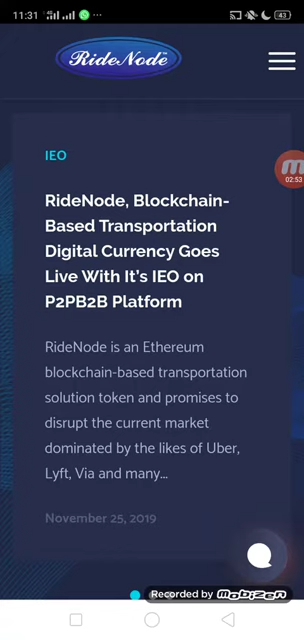 11:31
43
RideNode™
02:53
IEO
RideNode, Blockchain-
Based Transportation
Digital Currency Goes
Live With It's IEO on
P2PB2B Platform
RideNode is an Ethereum
blockchain-based transportation
solution token and promises to
disrupt the current market
dominated by the likes of Uber,
Lyft, Via and many...
November 25, 2019
Recorded by mobizen